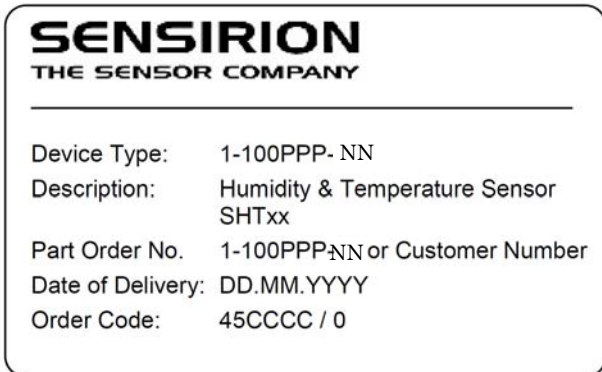 SENSIRION
THE SENSOR COMPANY
Device Type: 1-100PPP- NN
Description: Humidity & Temperature Sensor
SHTxx
Part Order No. 1-100PPP-NN or Customer Number
Date of Delivery: DD.MM.YYYY
Order Code: 45CCCC / 0